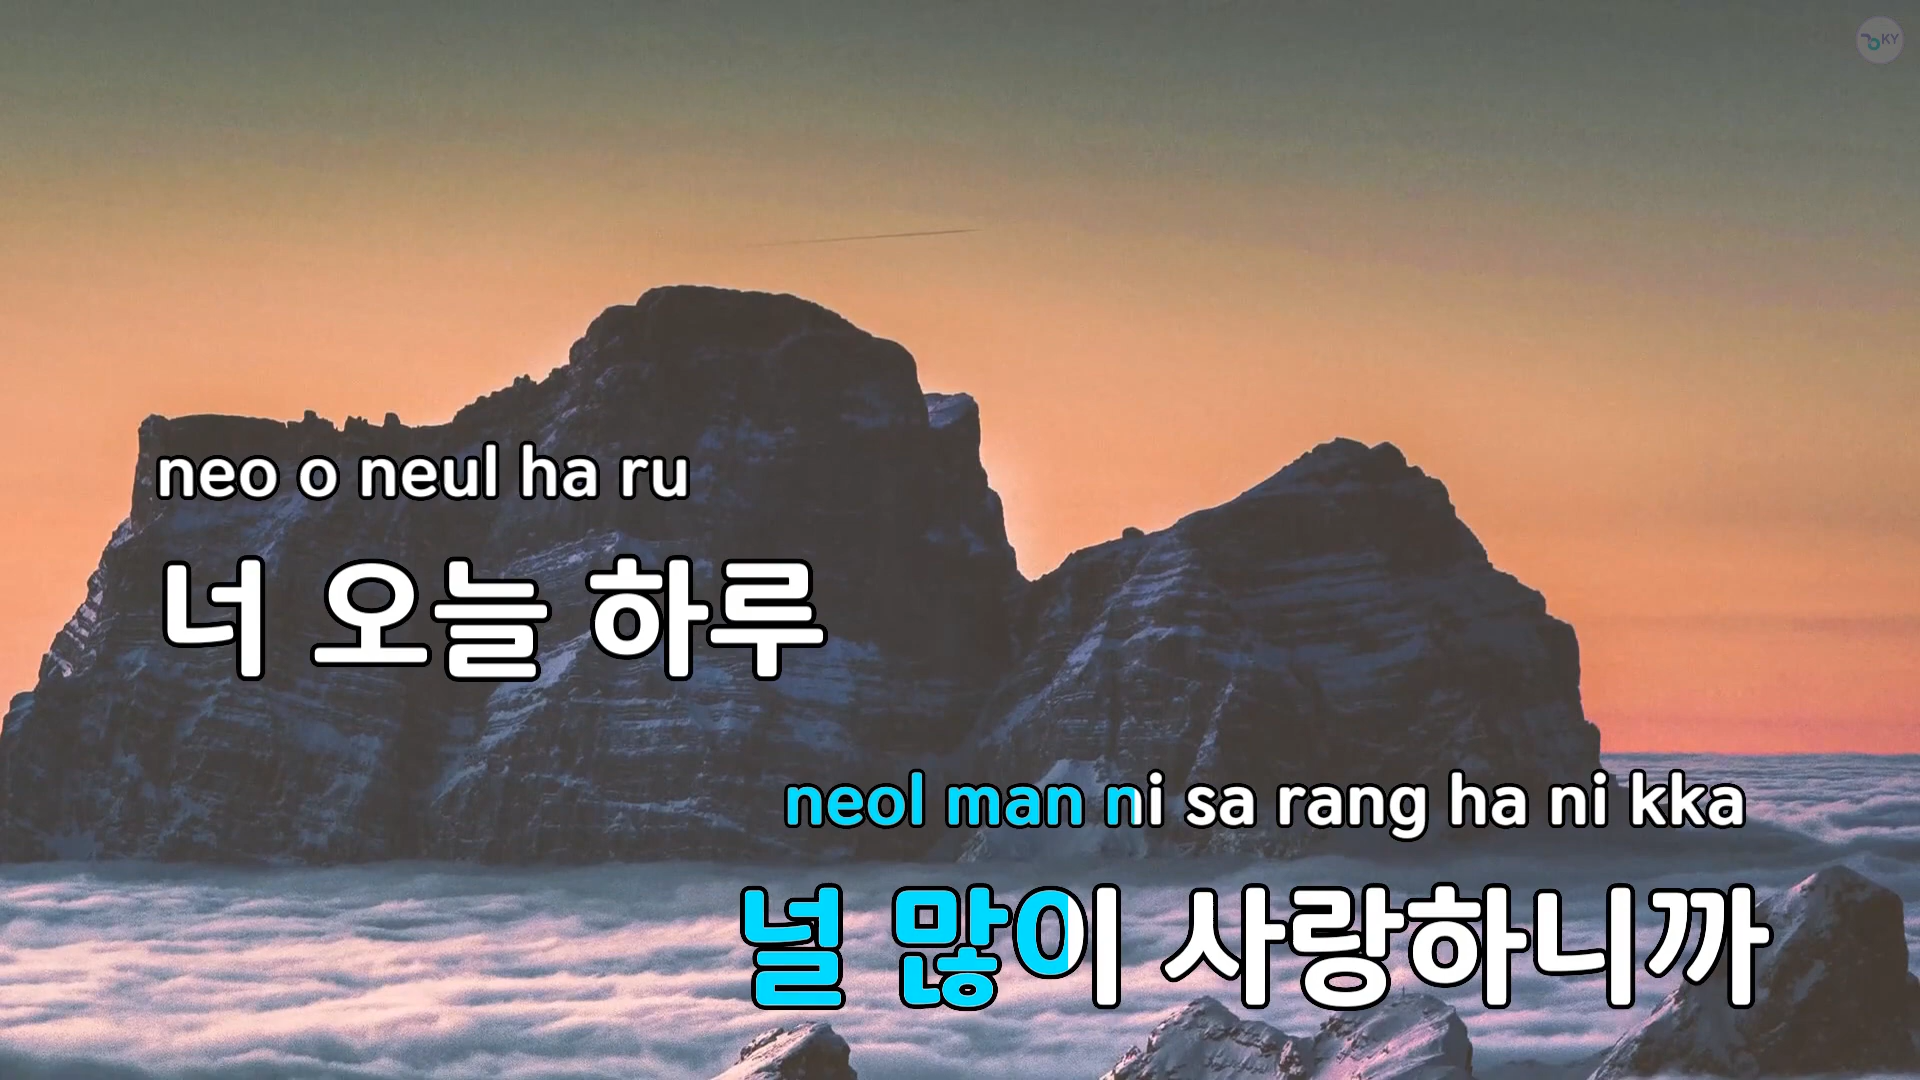 KY
neo o neul ha ru
너 오늘 하루
neol man ni sa rang ha ni kka
널 많이 사랑하니까